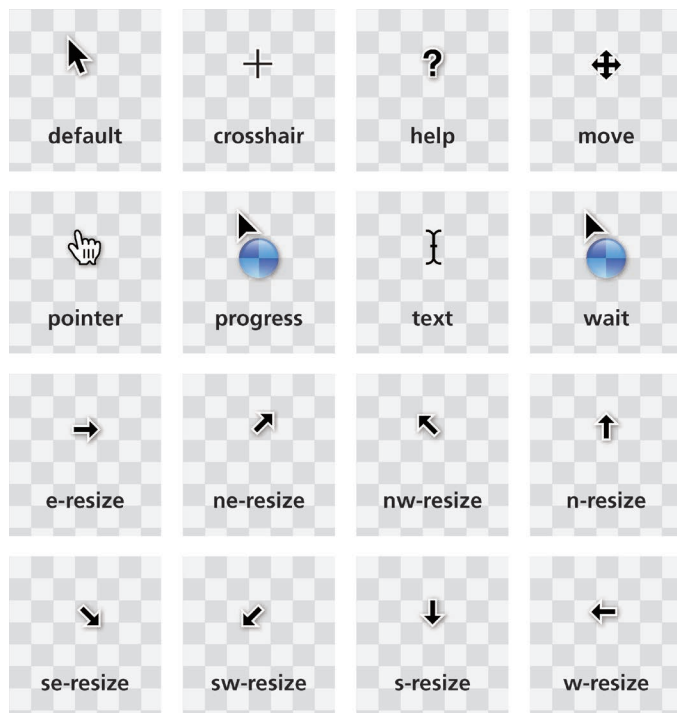 default
crosshair
?
help
move
pointer
progress
text
wait
e-resize
ne-resize
nw-resize
n-resize
se-resize
sw-resize
s-resize
w-resize